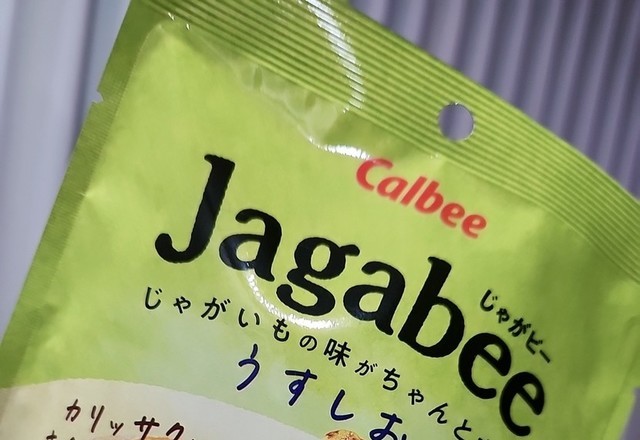 Calbee
Jagabee
じゃがビー
じゃがいもの味がちゃんと
うすしお
カリッサク